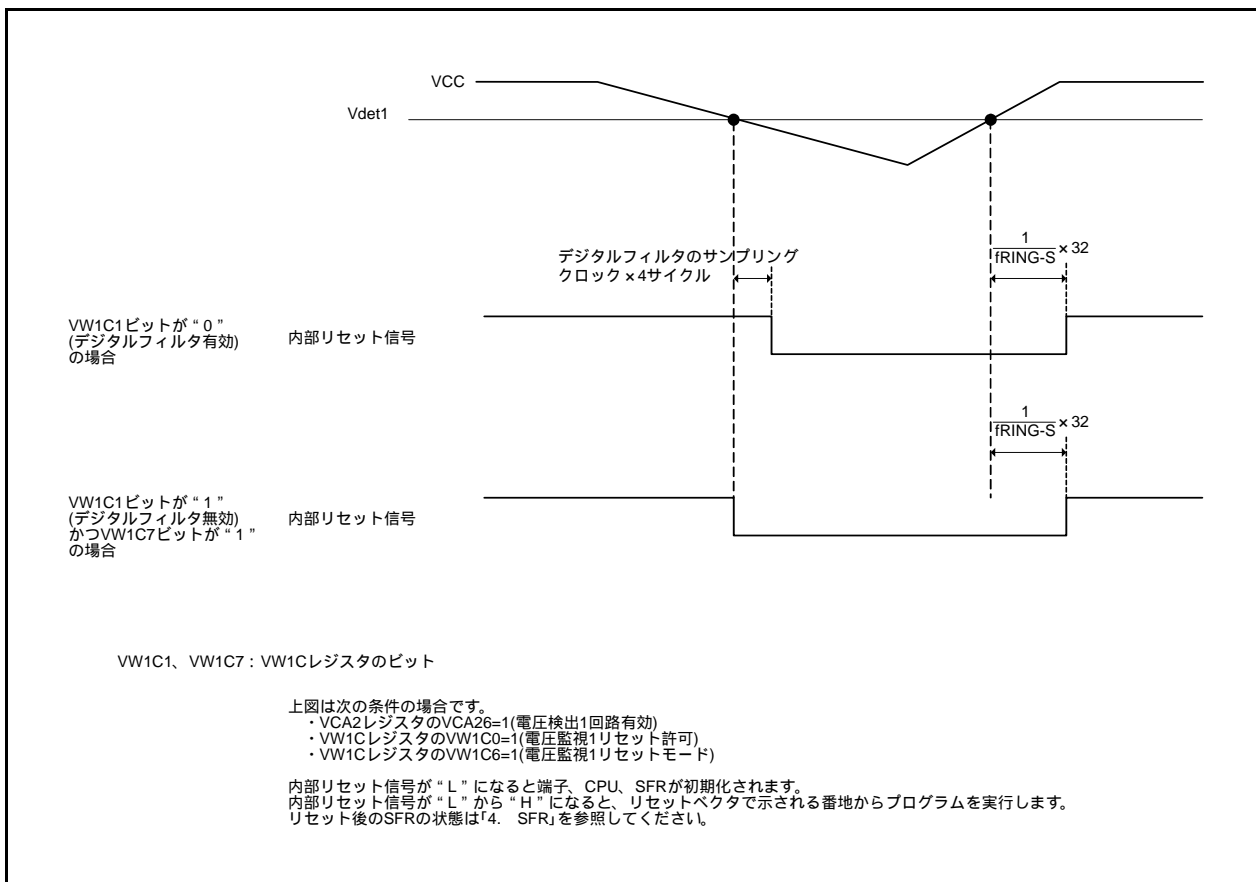 VCC
Vdet1
デジタルフィルタのサンプリング
クロック×4サイクル
1
fRING-S
×32
VW1C1ビットが“0”
(デジタルフィルタ有効)
の場合
内部リセット信号
1
fRING-S
×32
VW1C1ビットが“1”
(デジタルフィルタ無効)
かつVW1C7ビットが“1”
の場合
内部リセット信号
VW1C1、VW1C7:VW1Cレジスタのビット
上図は次の条件の場合です。
・VCA2レジスタのVCA26=1(電圧検出1回路有効)
・VW1CレジスタのVW1C0=1(電圧監視1リセット許可)
・VW1CレジスタのVW1C6=1(電圧監視1リセットモード)
内部リセット信号が“L”になると端子、CPU、SFRが初期化されます。
内部リセット信号が“L”から“H”になると、リセットベクタで示される番地からプログラムを実行します。
リセット後のSFRの状態は「4. SFR」を参照してください。